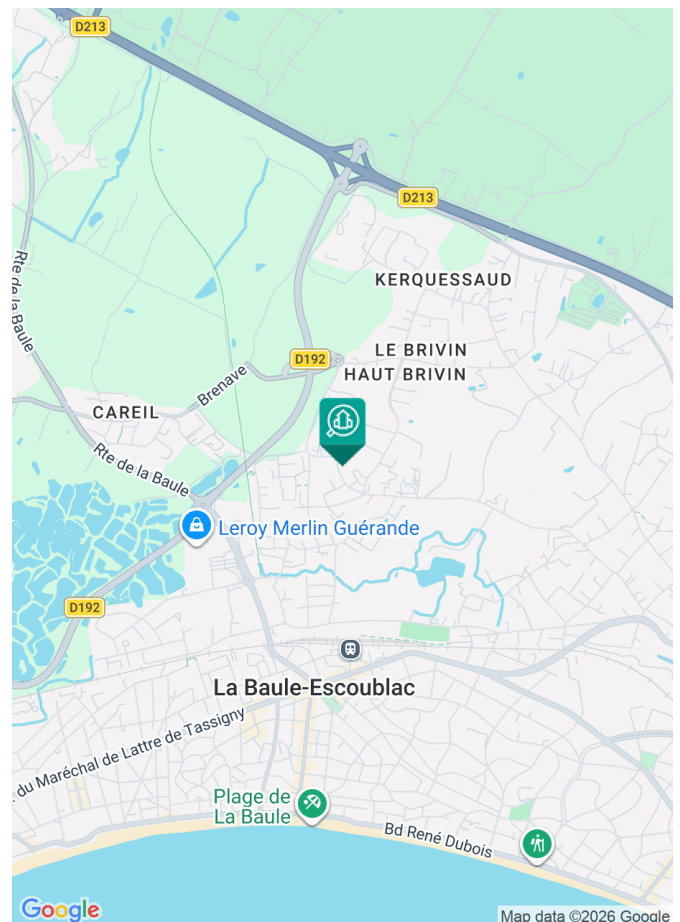 D213
D213
KERQUESSAUD
Rte de la Baule
LE BRIVIN
HAUT BRIVIN
D192
Brenave
CAREIL
Rte de la Baule
Leroy Merlin Guérande
D192
La Baule-Escoublac
du Maréchal de Lattre de Tassigny
Plage de
La Baule
Bd René Dubois
Google
Map data ©2026 Google